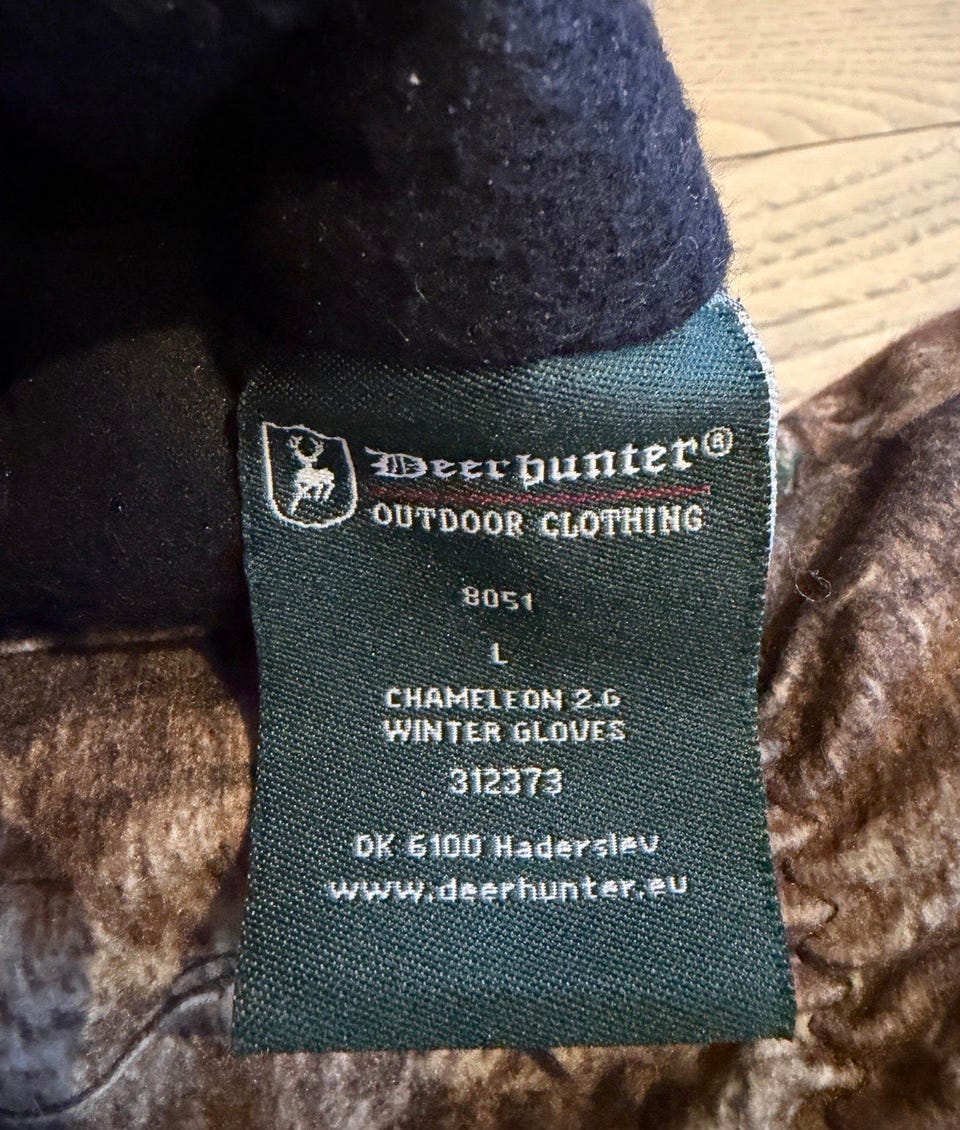 Deerhunter®
OUTDOOR CLOTHING
8051
L
CHAMELEON 2.G
WINTER GLOVES
312373
DK 6100 Haderslev
www.deerhunter.eu